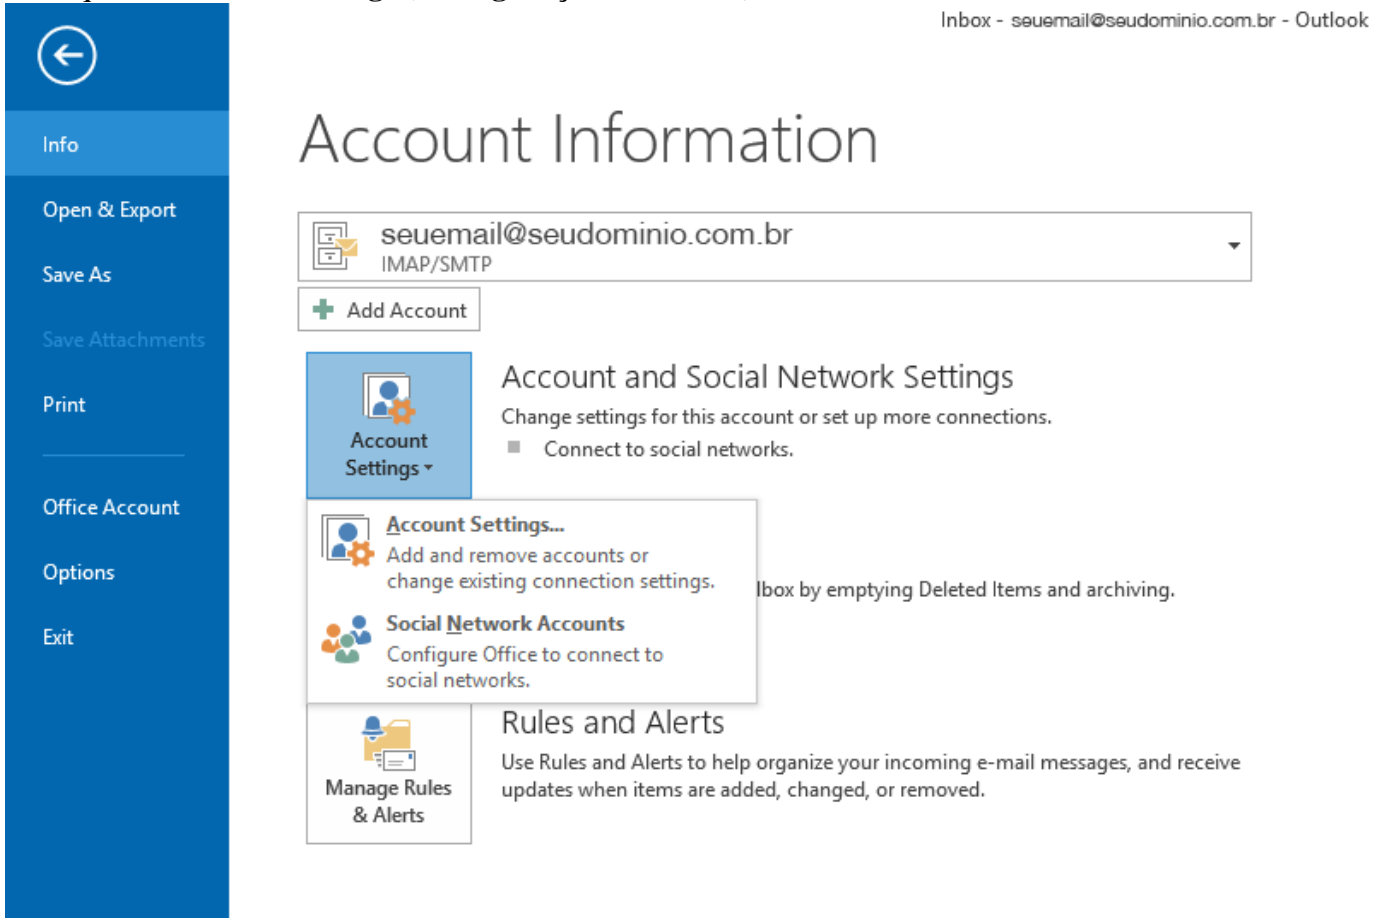 Inbox - seuemail@seudominio.com.br - Outlook
Info
Open & Export
Save As
Save Attachments
Print
Office Account
Options
Exit
Account Information
seuemail@seudominio.com.br
IMAP/SMTP
Add Account
Account
Settings
Account and Social Network Settings
Change settings for this account or set up more connections.
Connect to social networks.
Account Settings...
Add and remove accounts or
change existing connection settings.
Social Network Accounts
Configure Office to connect to
social networks.
lbox by emptying Deleted Items and archiving.
Manage Rules
& Alerts
Rules and Alerts
Use Rules and Alerts to help organize your incoming e-mail messages, and receive
updates when items are added, changed, or removed.